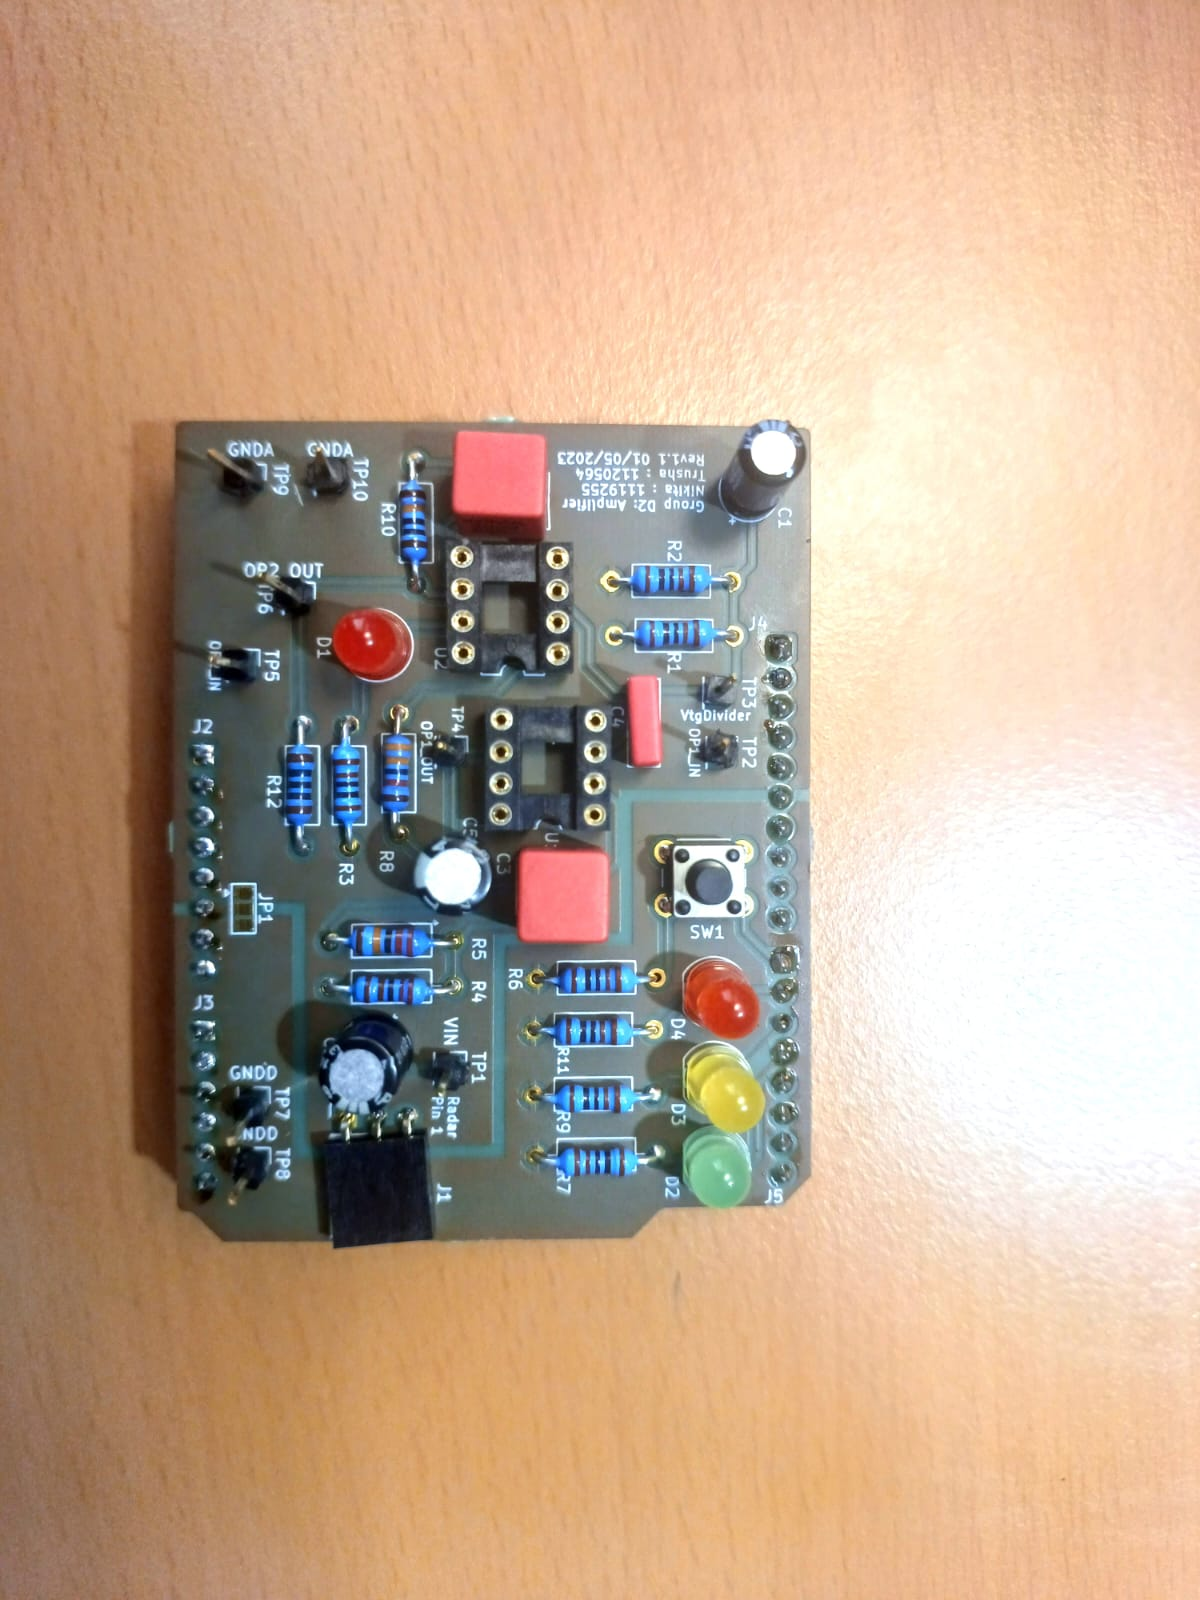 GNDA
GNDA
TP9
TP10
R10
Group D2: Amplifier
Nikita : 1119255
Trusha : 1120564
Rev1.1 01/05/2023
C1
R2
OP2_OUT
TP6
D1
U2
R1
J4
TP5
TP3
VtgDivider
C4
TP4
OP1_OUT
OP1_IN
TP2
J2
R12
R3
R8
C5
C3
JP1
SW1
R5
R4
R6
J3
VIN
TP1
Radar
Pin 1
R11
D4
GNDD
TP7
TP8
R9
D3
J1
D2
J5